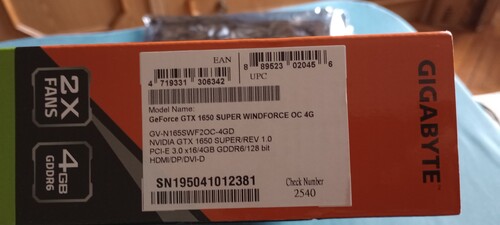 2X
FANS
4GB
GDDR6
EAN
4 719331 306342
8 89523 02045 6
UPC
Model Name:
GeForce GTX 1650 SUPER WINDFORCE OC 4G
GV-N165SWF2OC-4GD
NVIDIA GTX 1650 SUPER/REV 1.0
PCI-E 3.0 x16/4GB GDDR6/128 bit
HDMI/DP/DVI-D
SN195041012381
Check Number
2540
GIGABYTE™